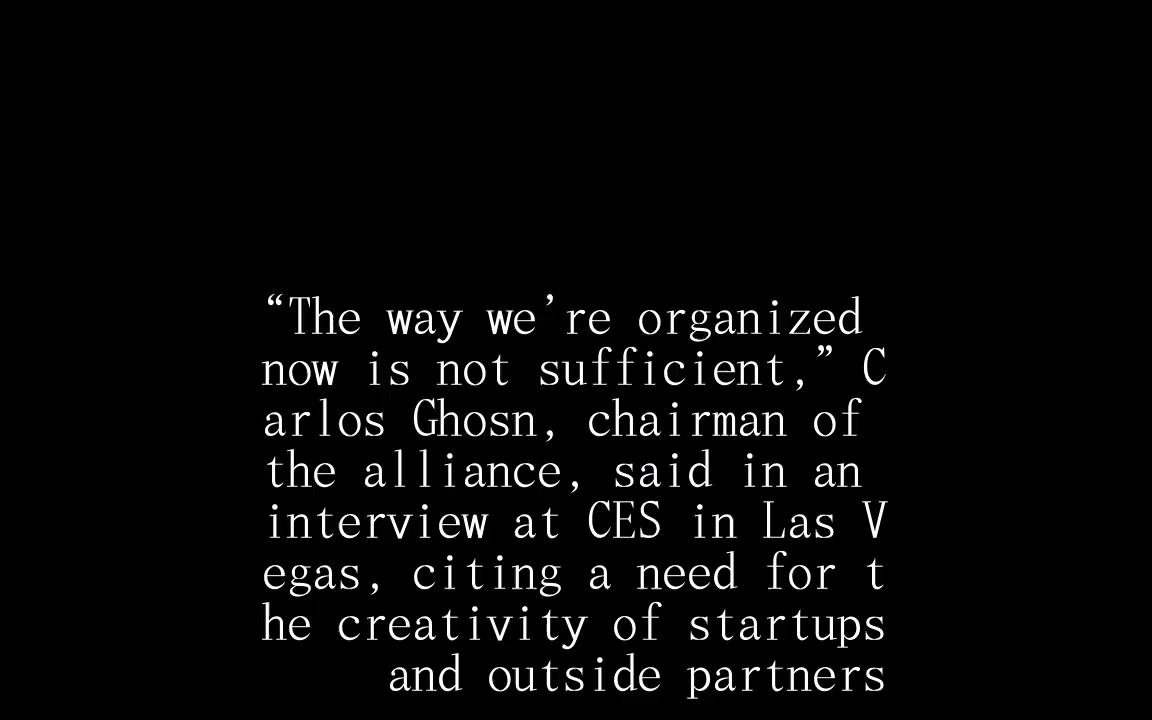 “The way we’re organized
now is not sufficient,” C
arlos Ghosn, chairman of
the alliance, said in an
interview at CES in Las V
egas, citing a need for t
he creativity of startups
and outside partners